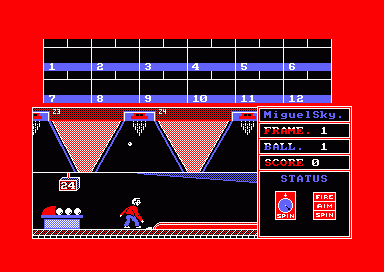 1 2 3 4 5 6
7 8 9 10 11 12
23 24
MiguelSky.
FRAME. 1
BALL. 1
SCORE 0
STATUS
24
FIRE
AIM
SPIN SPIN